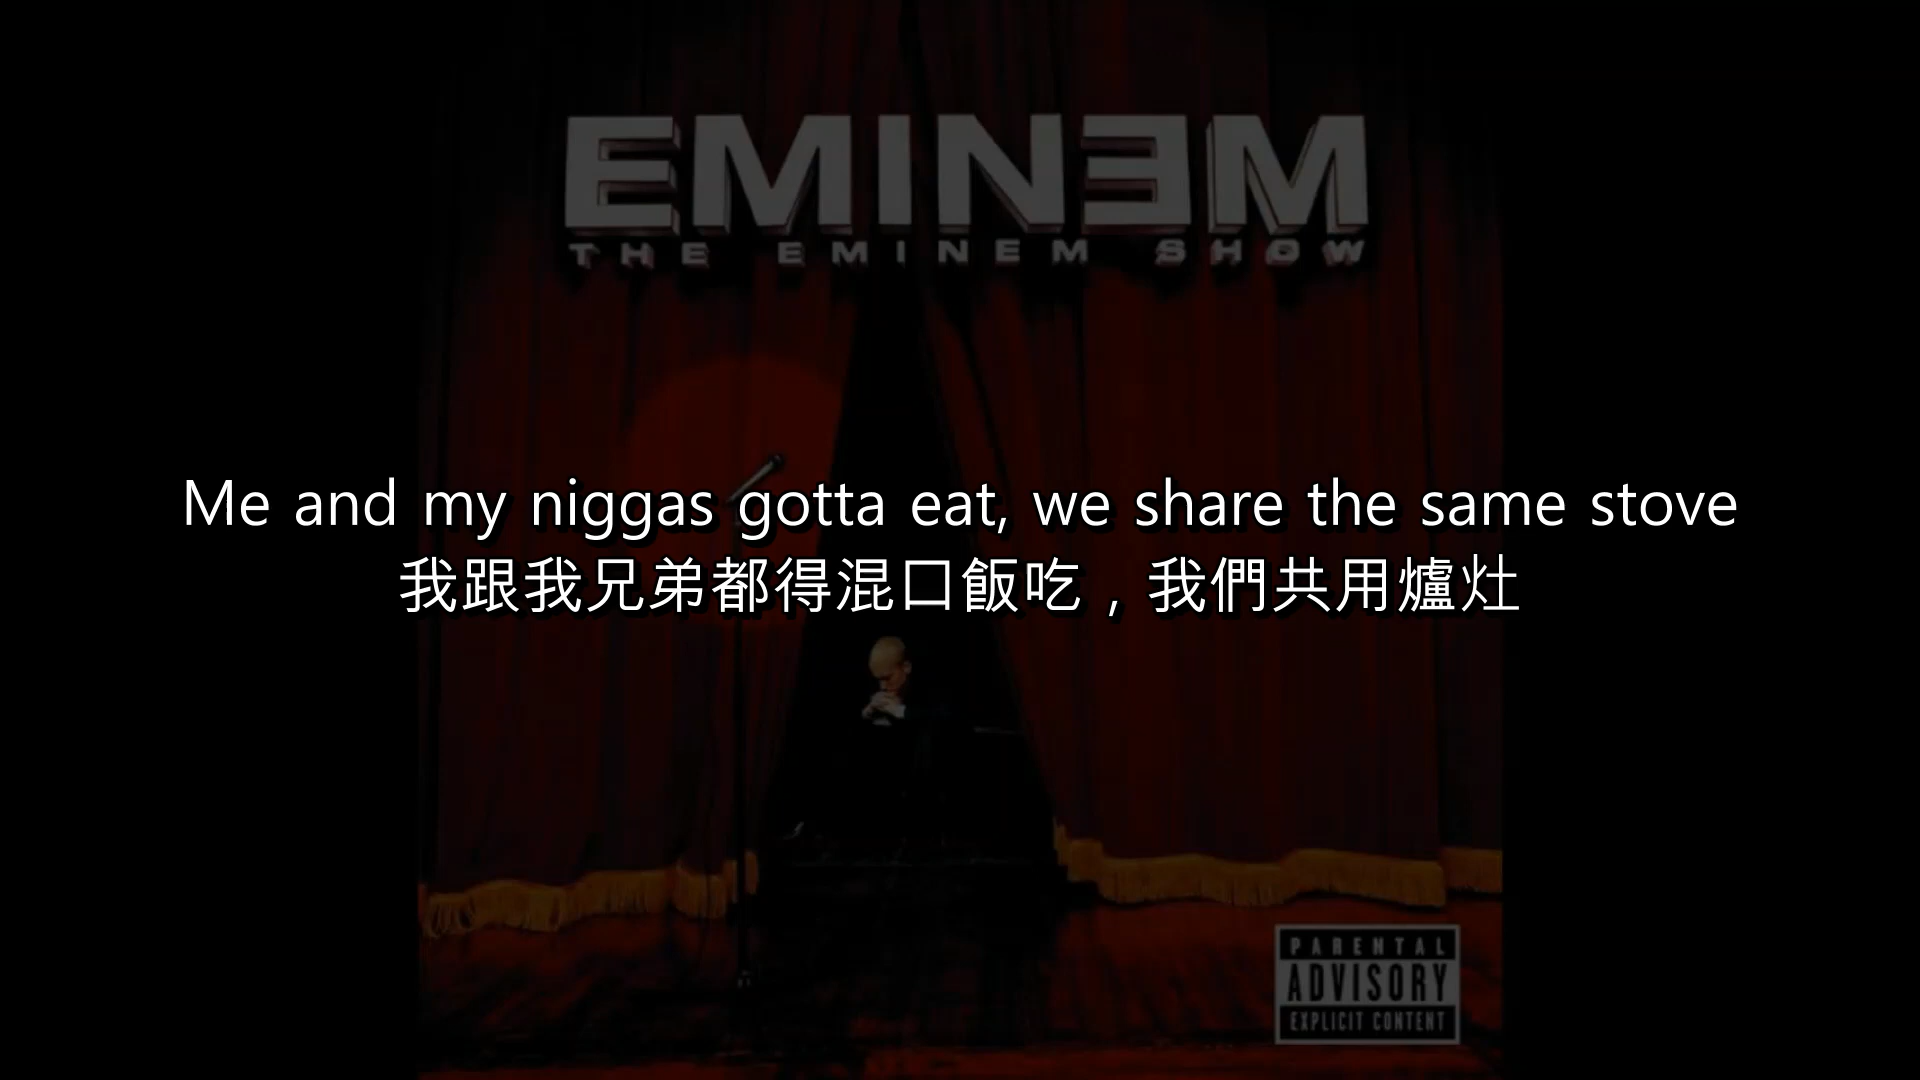 EMINEM
THE EMINEM SHOW
Me and my niggas gotta eat, we share the same stove
我跟我兄弟都得混口飯吃，我們共用爐灶
PARENTAL
ADVISORY
EXPLICIT CONTENT